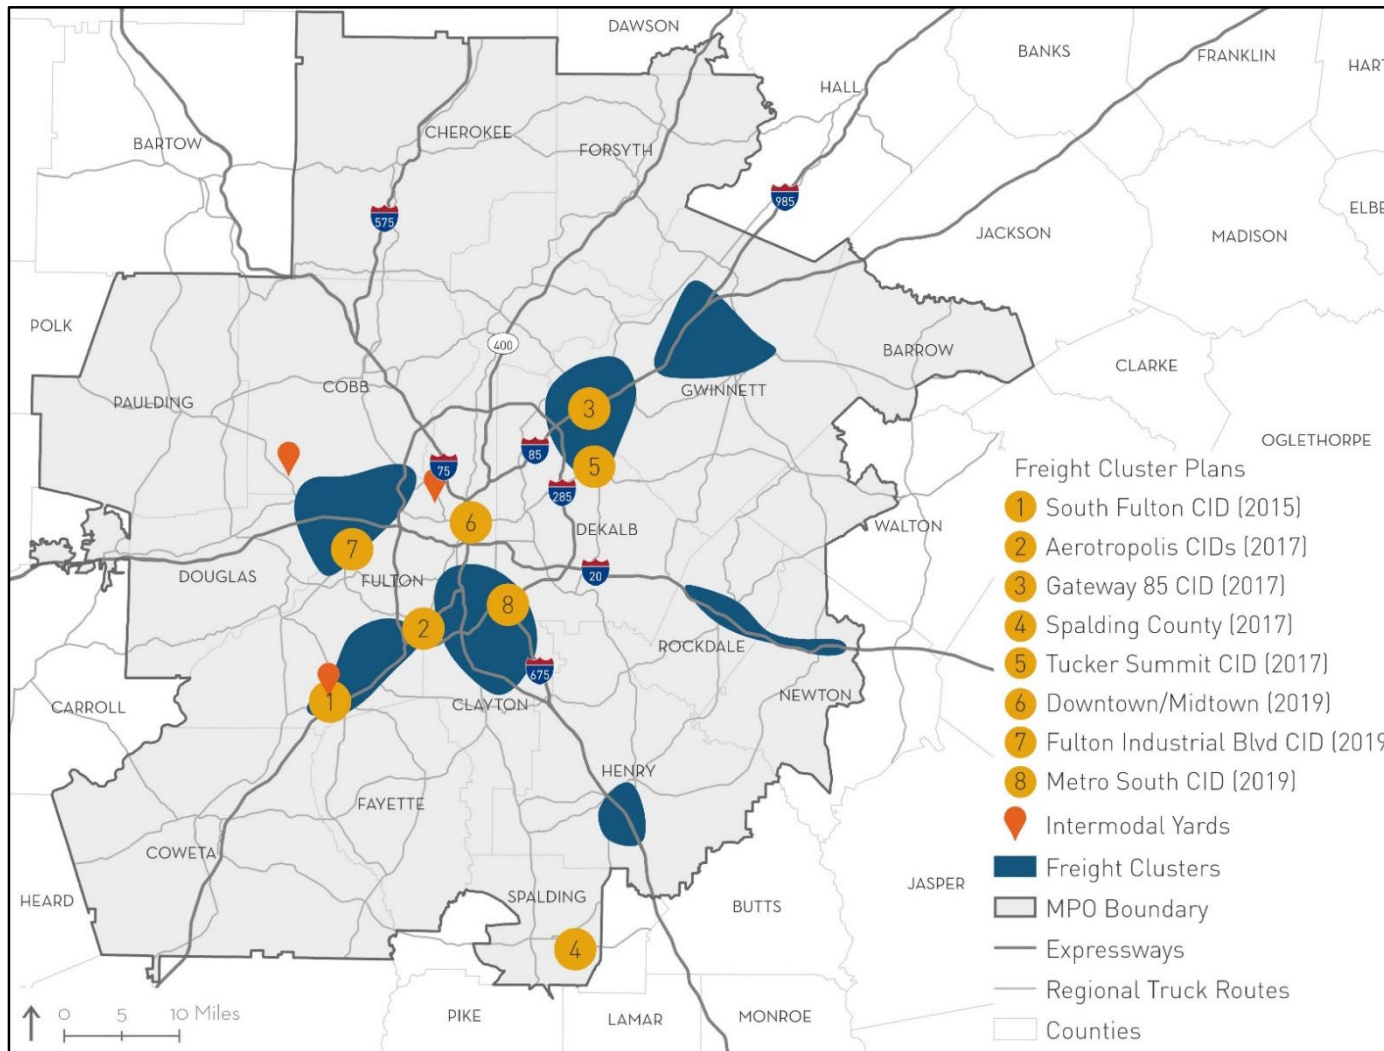 DAWSON
BANKS
FRANKLIN
HART
HALL
CHEROKEE
BARTOW
FORSYTH
985
ELBE
575
JACKSON
MADISON
POLK
400
BARROW
CLARKE
COBB
GWINNETT
PAULDING
3
OGLETHORPE
85
75
5
285
6
DEKALB
WALTON
7
DOUGLAS
FULTON
20
8
2
ROCKDALE
675
NEWTON
CARROLL
1
CLAYTON
HENRY
FAYETTE
COWETA
JASPER
HEARD
SPALDING
BUTTS
4
PIKE
LAMAR
MONROE
Freight Cluster Plans
1 South Fulton CID (2015)
2 Aerotropolis CIDs (2017)
3 Gateway 85 CID (2017)
4 Spalding County (2017)
5 Tucker Summit CID (2017)
6 Downtown/Midtown (2019)
7 Fulton Industrial Blvd CID (2019
8 Metro South CID (2019)
Intermodal Yards
Freight Clusters
MPO Boundary
Expressways
Regional Truck Routes
Counties
0 5 10 Miles